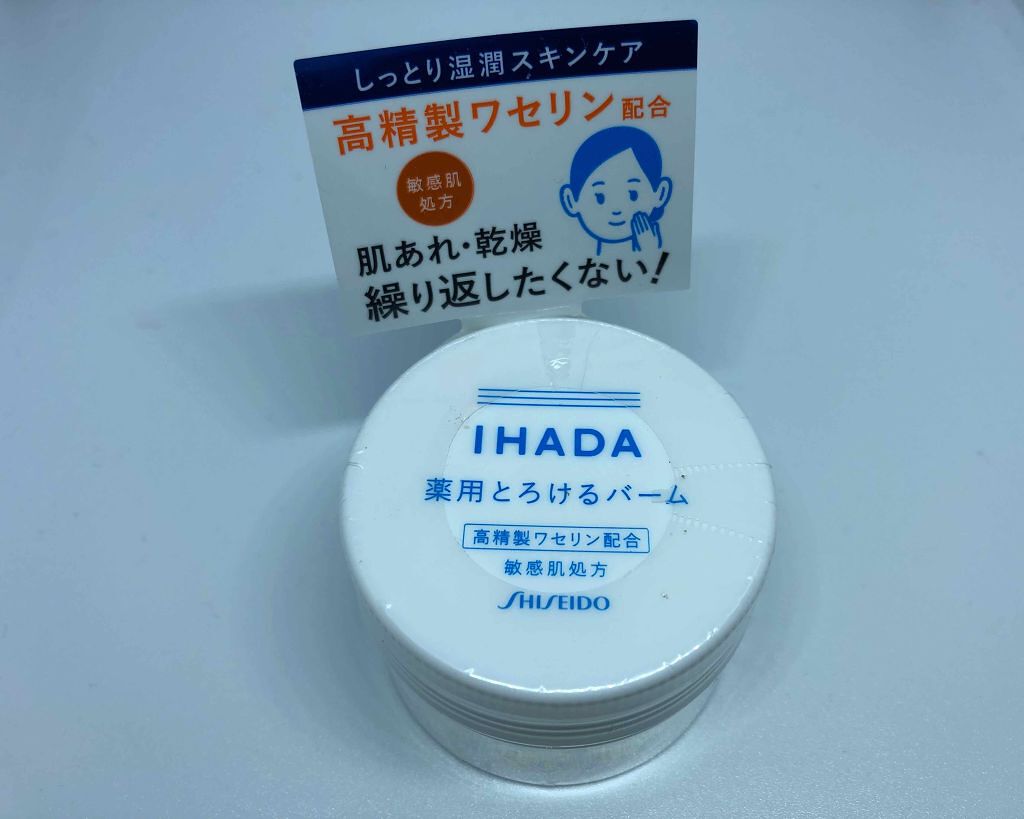 しっとり湿潤スキンケア
高精製ワセリン配合
敏感肌
処方
肌あれ・乾燥
繰り返したくない!
IHADA
薬用とろけるバーム
高精製ワセリン配合
敏感肌処方
SHISEIDO